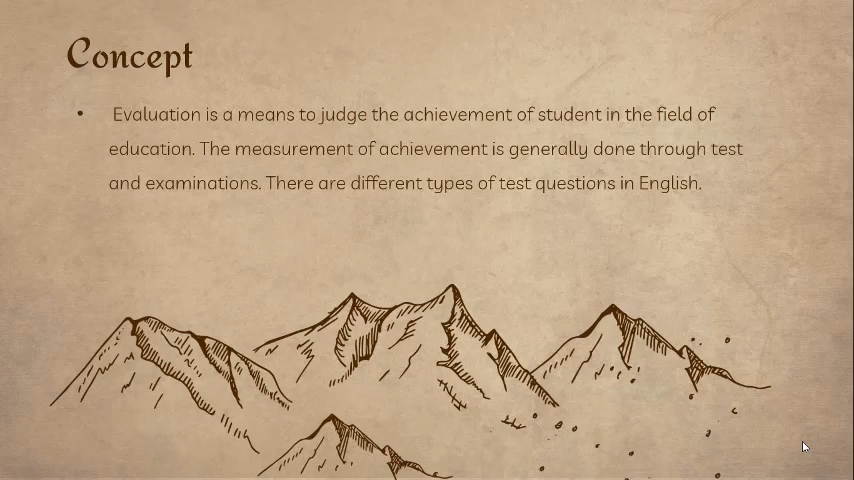 Concept
• Evaluation is a means to judge the achievement of student in the field of
education. The measurement of achievement is generally done through test
and examinations. There are different types of test questions in English.